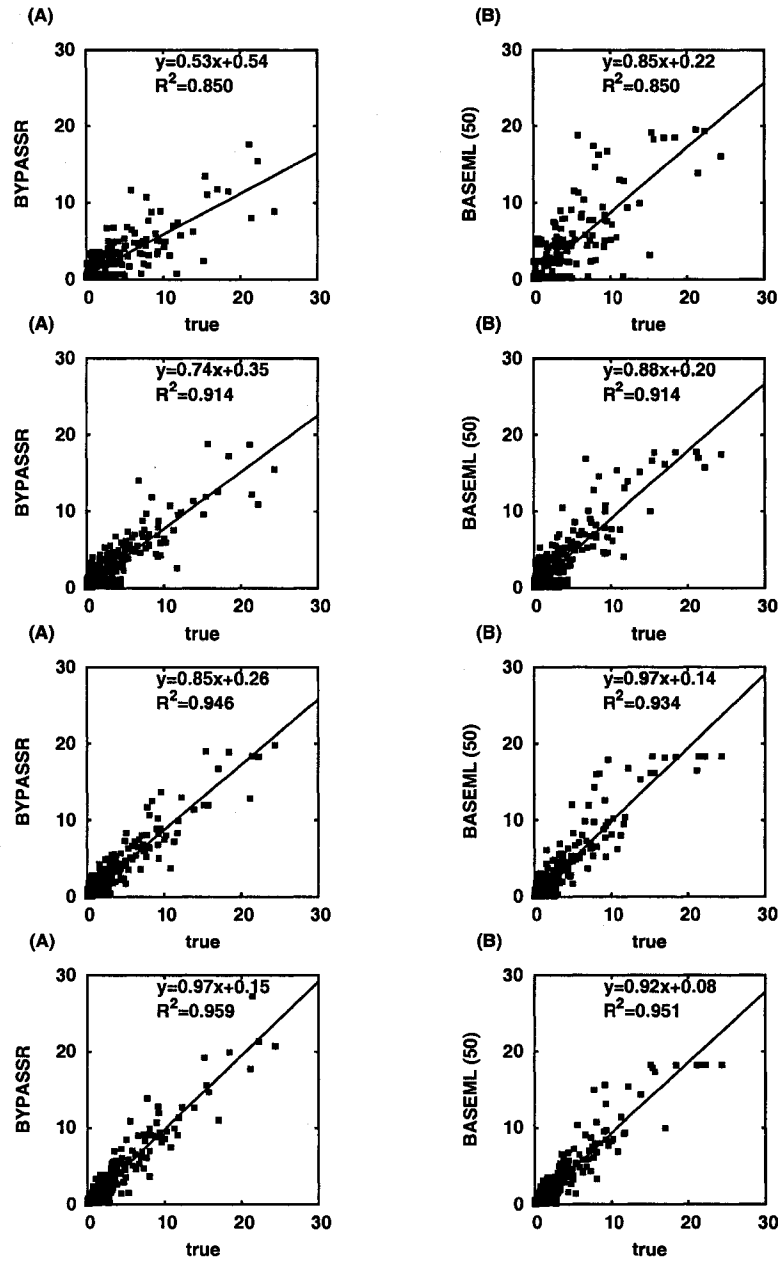 (A)
y=0.53x+0.54
R²=0.850
BYPASSR
30
20
10
0
0 10 20 30
true
(B)
y=0.85x+0.22
R²=0.850
BASEML (50)
30
20
10
0
0 10 20 30
true
(A)
y=0.74x+0.35
R²=0.914
BYPASSR
30
20
10
0
0 10 20 30
true
(B)
y=0.88x+0.20
R²=0.914
BASEML (50)
30
20
10
0
0 10 20 30
true
(A)
y=0.85x+0.26
R²=0.946
BYPASSR
30
20
10
0
0 10 20 30
true
(B)
y=0.97x+0.14
R²=0.934
BASEML (50)
30
20
10
0
0 10 20 30
true
(A)
y=0.97x+0.15
R²=0.959
BYPASSR
30
20
10
0
0 10 20 30
true
(B)
y=0.92x+0.08
R²=0.951
BASEML (50)
30
20
10
0
0 10 20 30
true